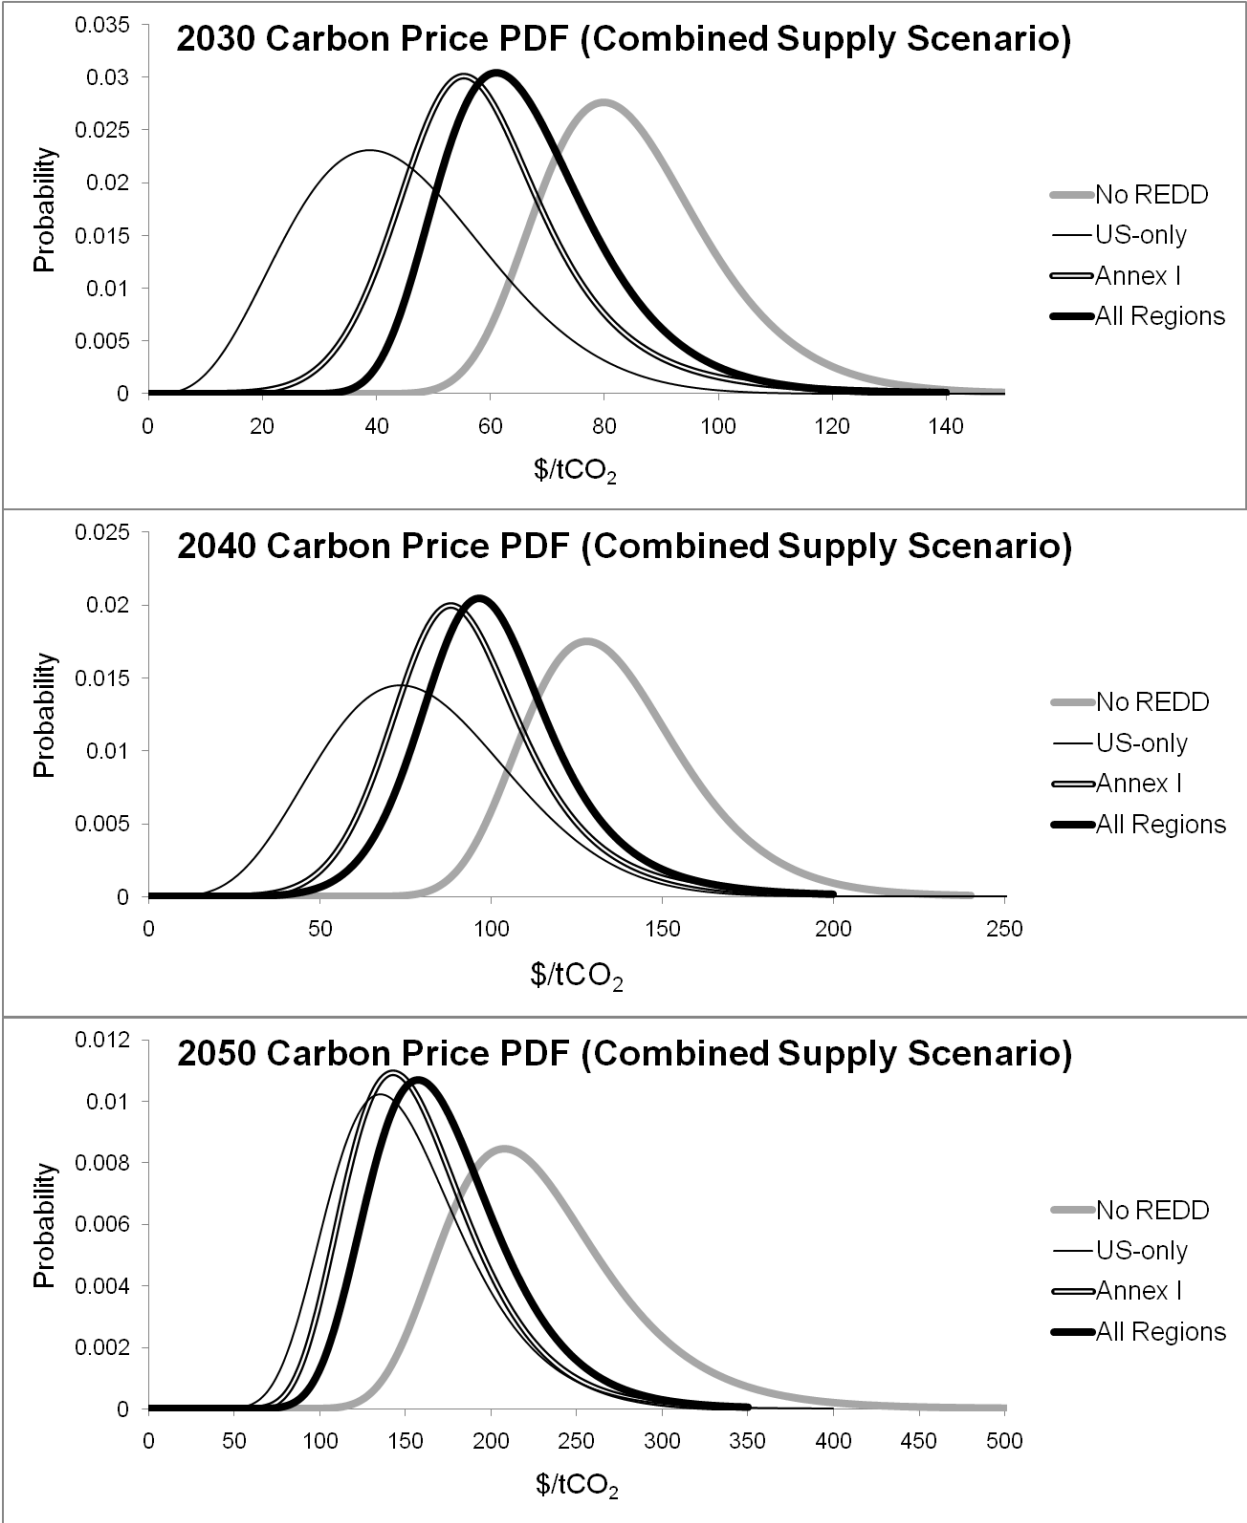 2030 Carbon Price PDF (Combined Supply Scenario)
0.035
0.03
0.025
0.02
0.015
0.01
0.005
0
Probability
0 20 40 60 80 100 120 140
$/tCO2
No REDD
US-only
Annex I
All Regions
2040 Carbon Price PDF (Combined Supply Scenario)
0.025
0.02
0.015
0.01
0.005
0
Probability
0 50 100 150 200 250
$/tCO2
No REDD
US-only
Annex I
All Regions
2050 Carbon Price PDF (Combined Supply Scenario)
0.012
0.01
0.008
0.006
0.004
0.002
0
Probability
0 50 100 150 200 250 300 350 400 450 500
$/tCO2
No REDD
US-only
Annex I
All Regions